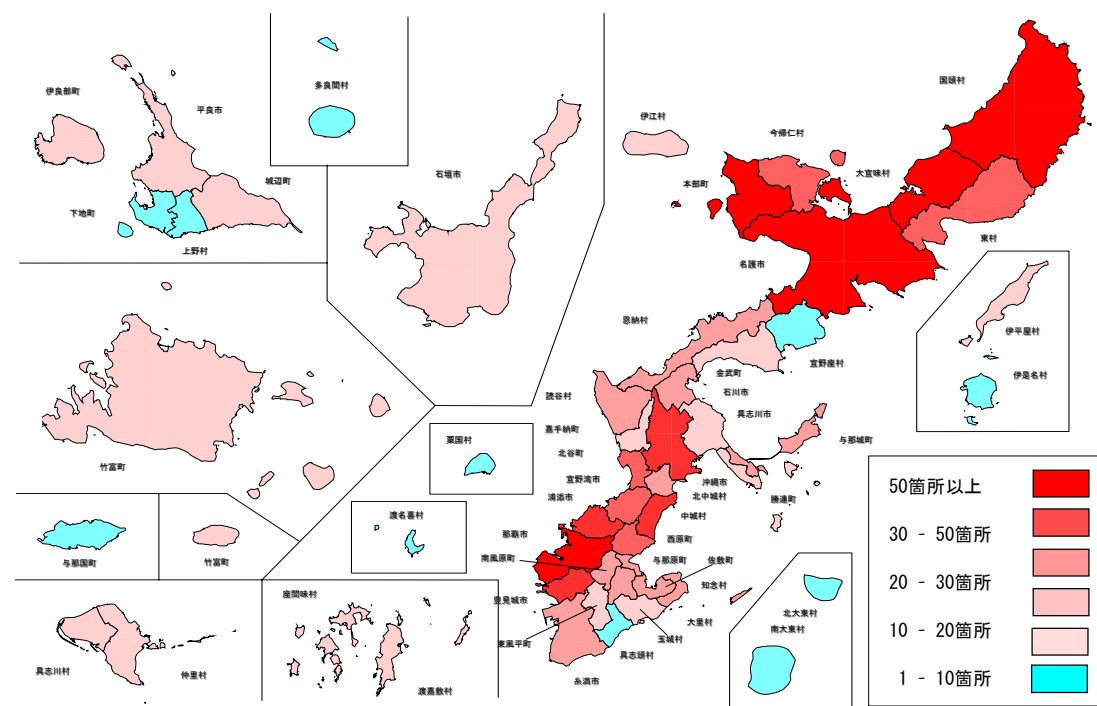 国頭村
多良間村
伊良部町
平良市
伊江村
今帰仁村
石垣市
大宜味村
城辺町
本部町
下地町
東村
上野村
名護市
恩納村
伊平屋村
宜野座村
金武町
伊是名村
石川市
読谷村
具志川市
嘉手納町
与那城町
粟国村
北谷町
竹富町
宜野湾市
沖縄市
50箇所以上
北中城村
勝連町
浦添市
渡名喜村
中城村
那覇市
30 - 50箇所
西原町
南風原町
与那原町
佐敷町
与那国町
竹富町
20 - 30箇所
知念村
豊見城市
北大東村
座間味村
大里村
南大東村
10 - 20箇所
東風平町
玉城村
具志頭村
具志川村
仲里村
1 - 10箇所
糸満市
渡嘉敷村